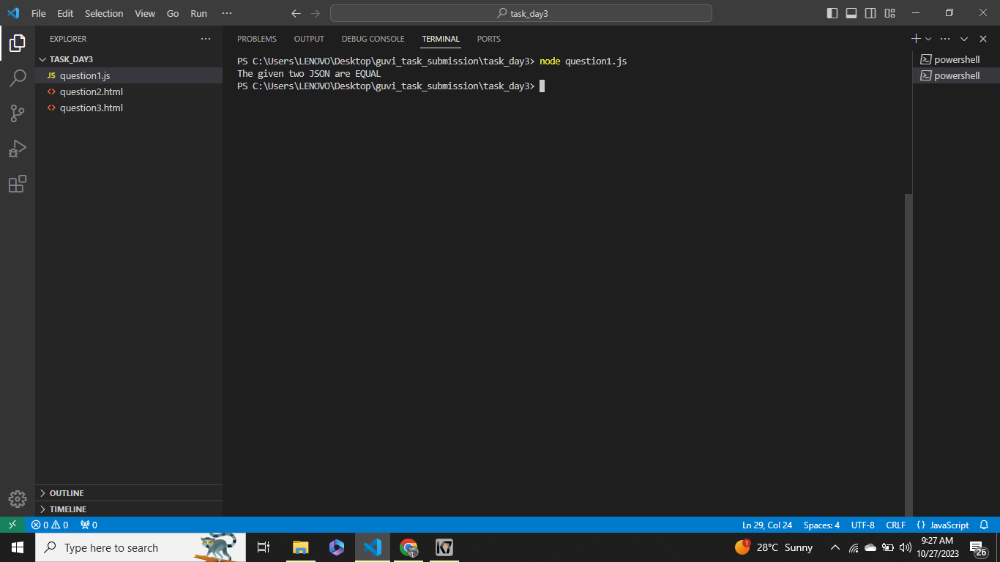 File Edit Selection View Go Run ···
task_day3
EXPLORER ···
TASK_DAY3
JS question1.js
<> question2.html
<> question3.html
OUTLINE
TIMELINE
PROBLEMS OUTPUT DEBUG CONSOLE TERMINAL PORTS
PS C:\Users\LENOVO\Desktop\guvi_task_submission\task_day3> node question1.js
The given two JSON are EQUAL
PS C:\Users\LENOVO\Desktop\guvi_task_submission\task_day3>
powershell
powershell
0 0 0 Ln 29, Col 24 Spaces: 4 UTF-8 CRLF {} JavaScript
Type here to search
K7
1
28°C Sunny
9:27 AM
10/27/2023
26